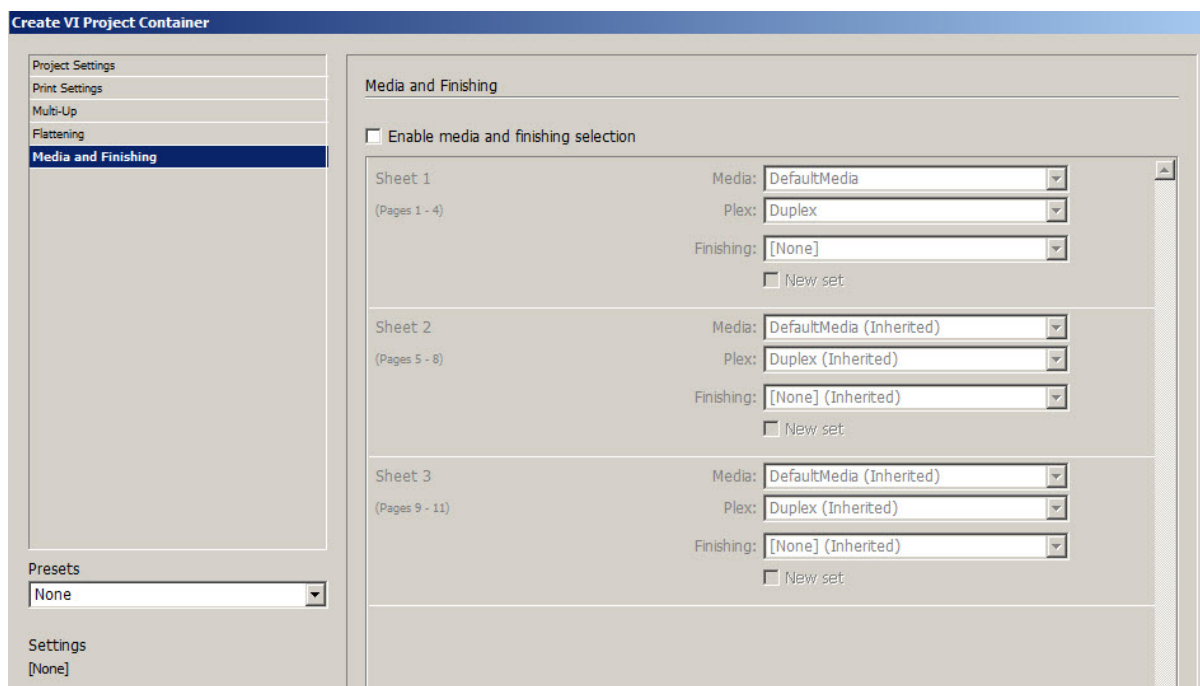 Create VI Project Container
Project Settings
Print Settings
Multi-Up
Flattening
Media and Finishing
Presets
None
Settings
[None]
Media and Finishing
Enable media and finishing selection
Sheet 1
(Pages 1 - 4)
Media: DefaultMedia
Plex: Duplex
Finishing: [None]
New set
Sheet 2
(Pages 5 - 8)
Media: DefaultMedia (Inherited)
Plex: Duplex (Inherited)
Finishing: [None] (Inherited)
New set
Sheet 3
(Pages 9 - 11)
Media: DefaultMedia (Inherited)
Plex: Duplex (Inherited)
Finishing: [None] (Inherited)
New set